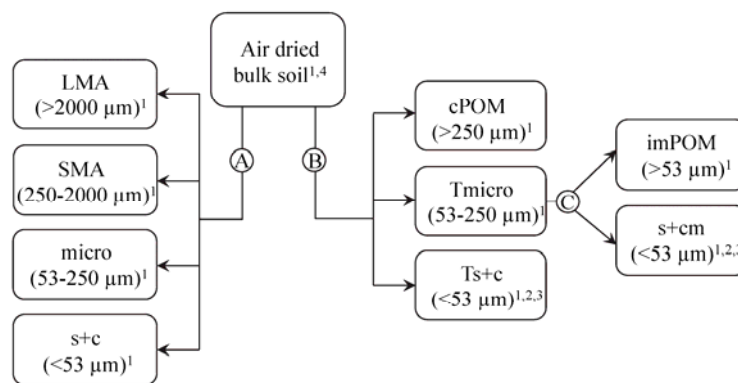 Air dried
bulk soil1,4
LMA
(>2000 µm)1
SMA
(250-2000 µm)1
micro
(53-250 µm)1
s+c
(<53 µm)1
A
B
cPOM
(>250 µm)1
Tmicro
(53-250 µm)1
Ts+c
(<53 µm)1,2,3
C
imPOM
(>53 µm)1
s+cm
(<53 µm)1,2,3